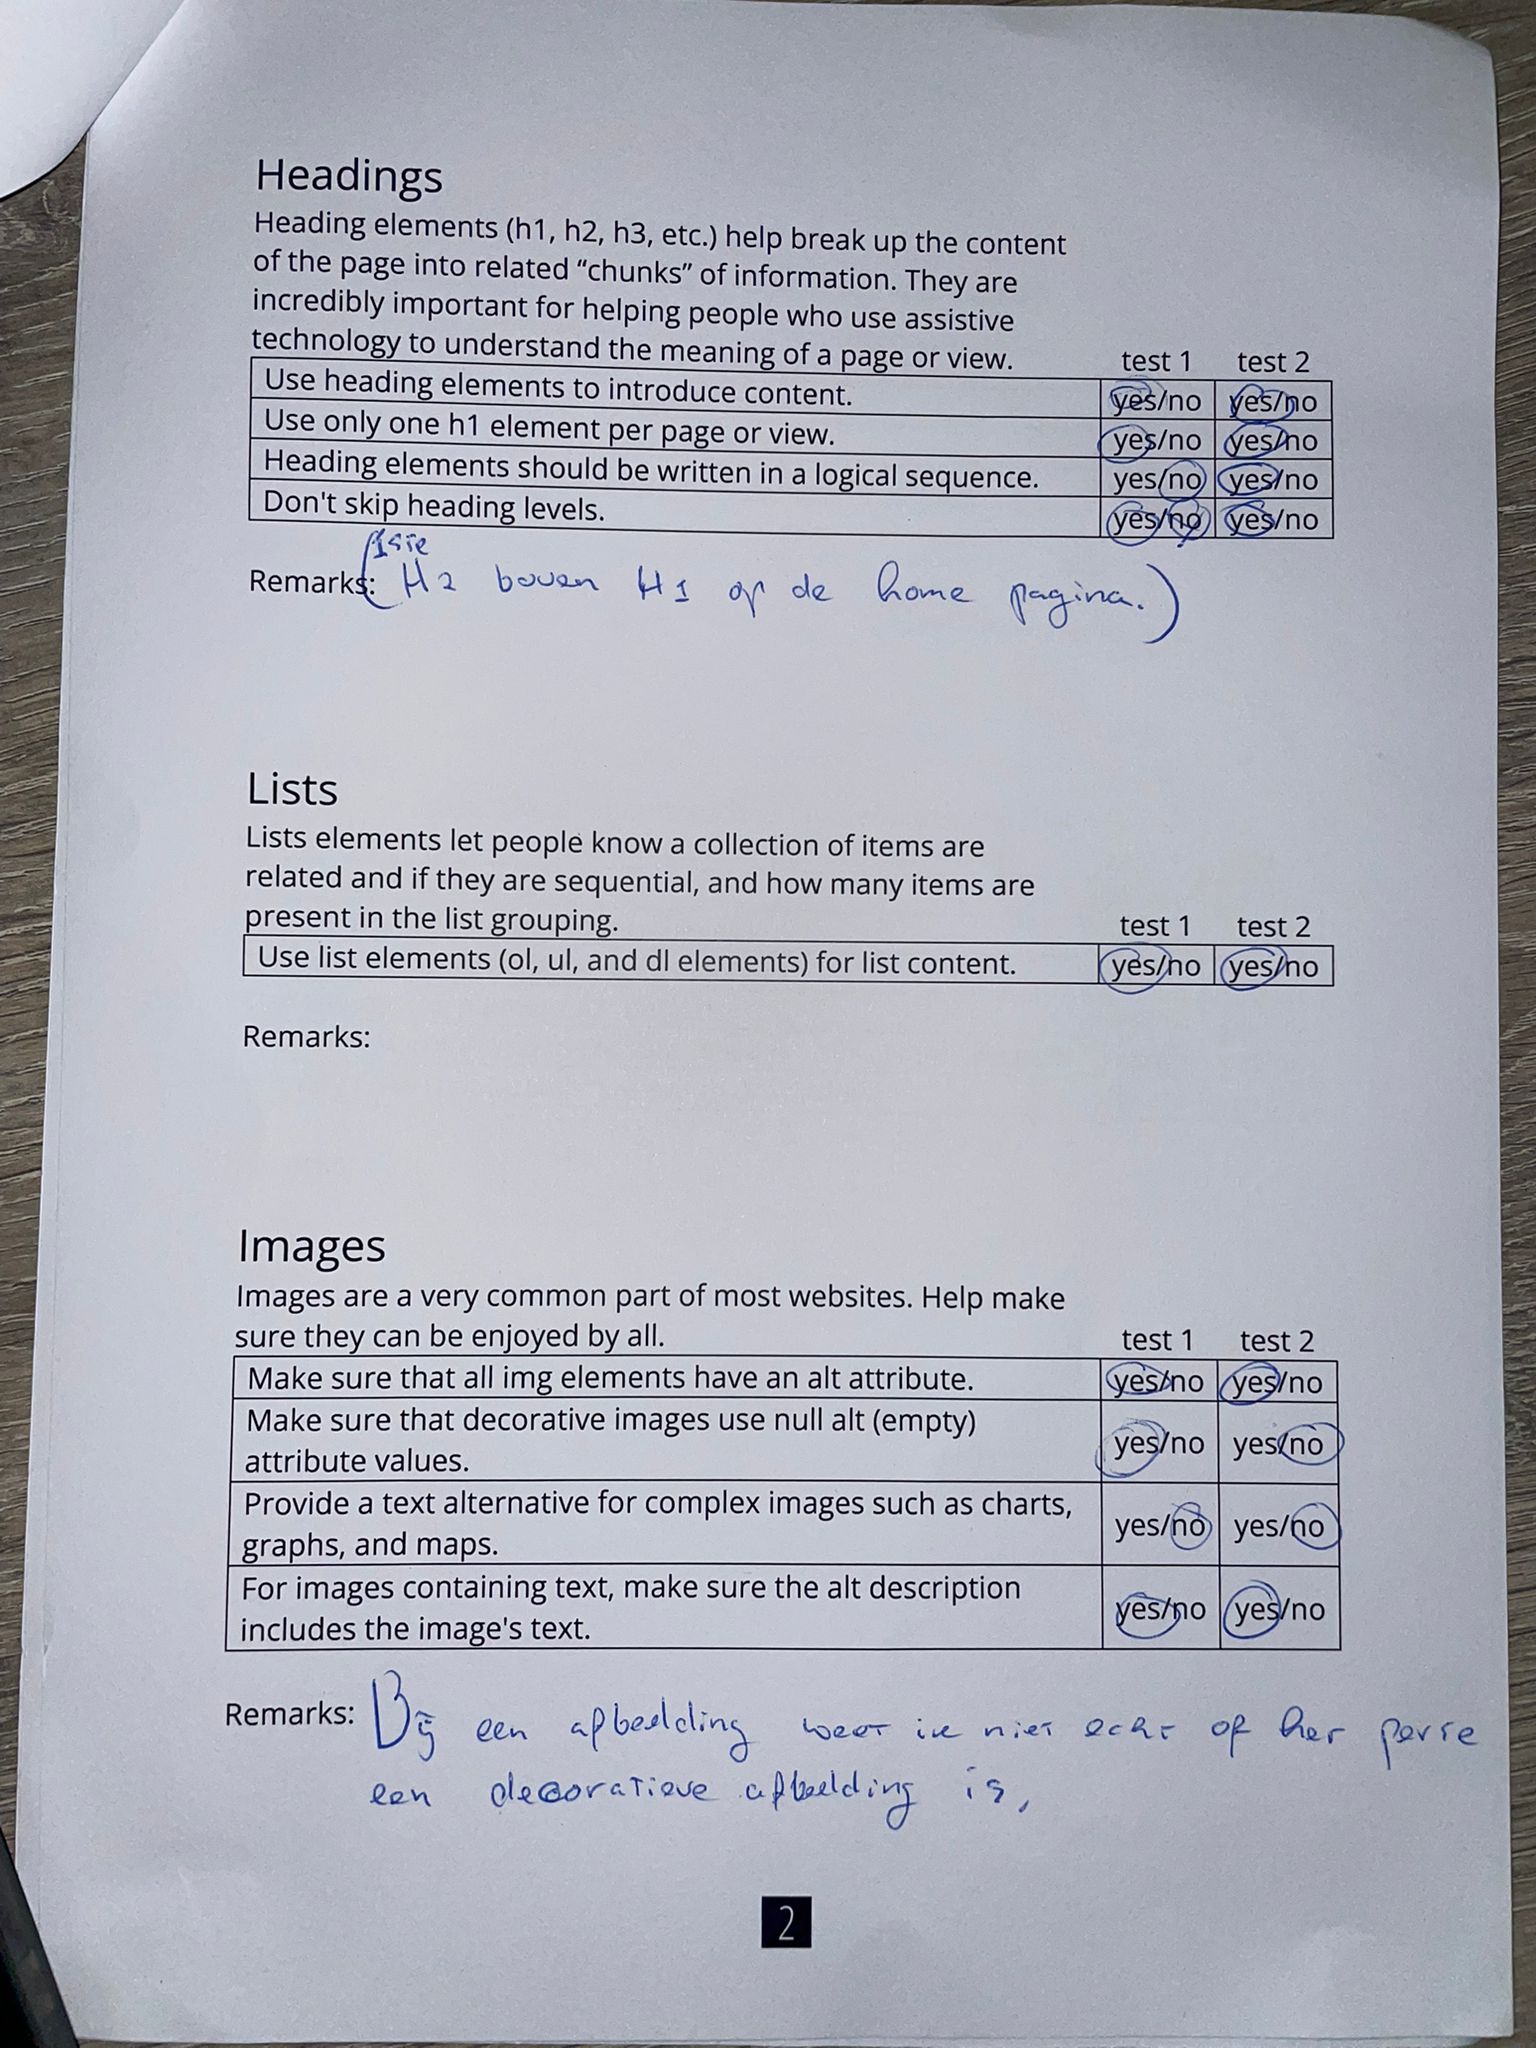 Headings
Heading elements (h1, h2, h3, etc.) help break up the content
of the page into related “chunks” of information. They are
incredibly important for helping people who use assistive
technology to understand the meaning of a page or view. test 1 test 2
Use heading elements to introduce content. yes/no yes/no
Use only one h1 element per page or view. yes/no yes/no
Heading elements should be written in a logical sequence. yes/no yes/no
Don't skip heading levels. yes/no yes/no
Remarks: (H2 boven H1 op de home pagina.)
Lists
Lists elements let people know a collection of items are
related and if they are sequential, and how many items are
present in the list grouping. test 1 test 2
Use list elements (ol, ul, and dl elements) for list content. yes/no yes/no
Remarks:
Images
Images are a very common part of most websites. Help make
sure they can be enjoyed by all. test 1 test 2
Make sure that all img elements have an alt attribute. yes/no yes/no
Make sure that decorative images use null alt (empty)
attribute values. yes/no yes/no
Provide a text alternative for complex images such as charts,
graphs, and maps. yes/no yes/no
For images containing text, make sure the alt description
includes the image's text. yes/no yes/no
Remarks: Bij een afbeelding weet ik niet echt of het perse
een decoratieve afbeelding is,
2